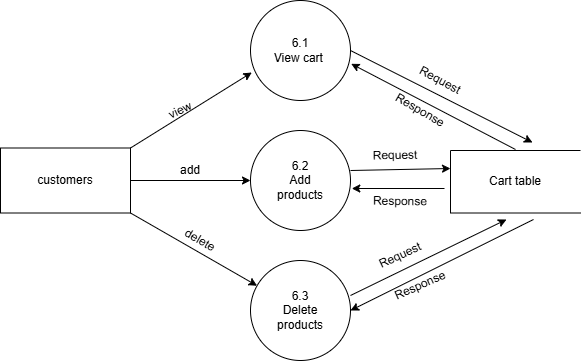 6.1
View cart
Request
view
Response
customers
add
6.2
Add
products
Request
Response
Cart table
delete
Request
Response
6.3
Delete
products